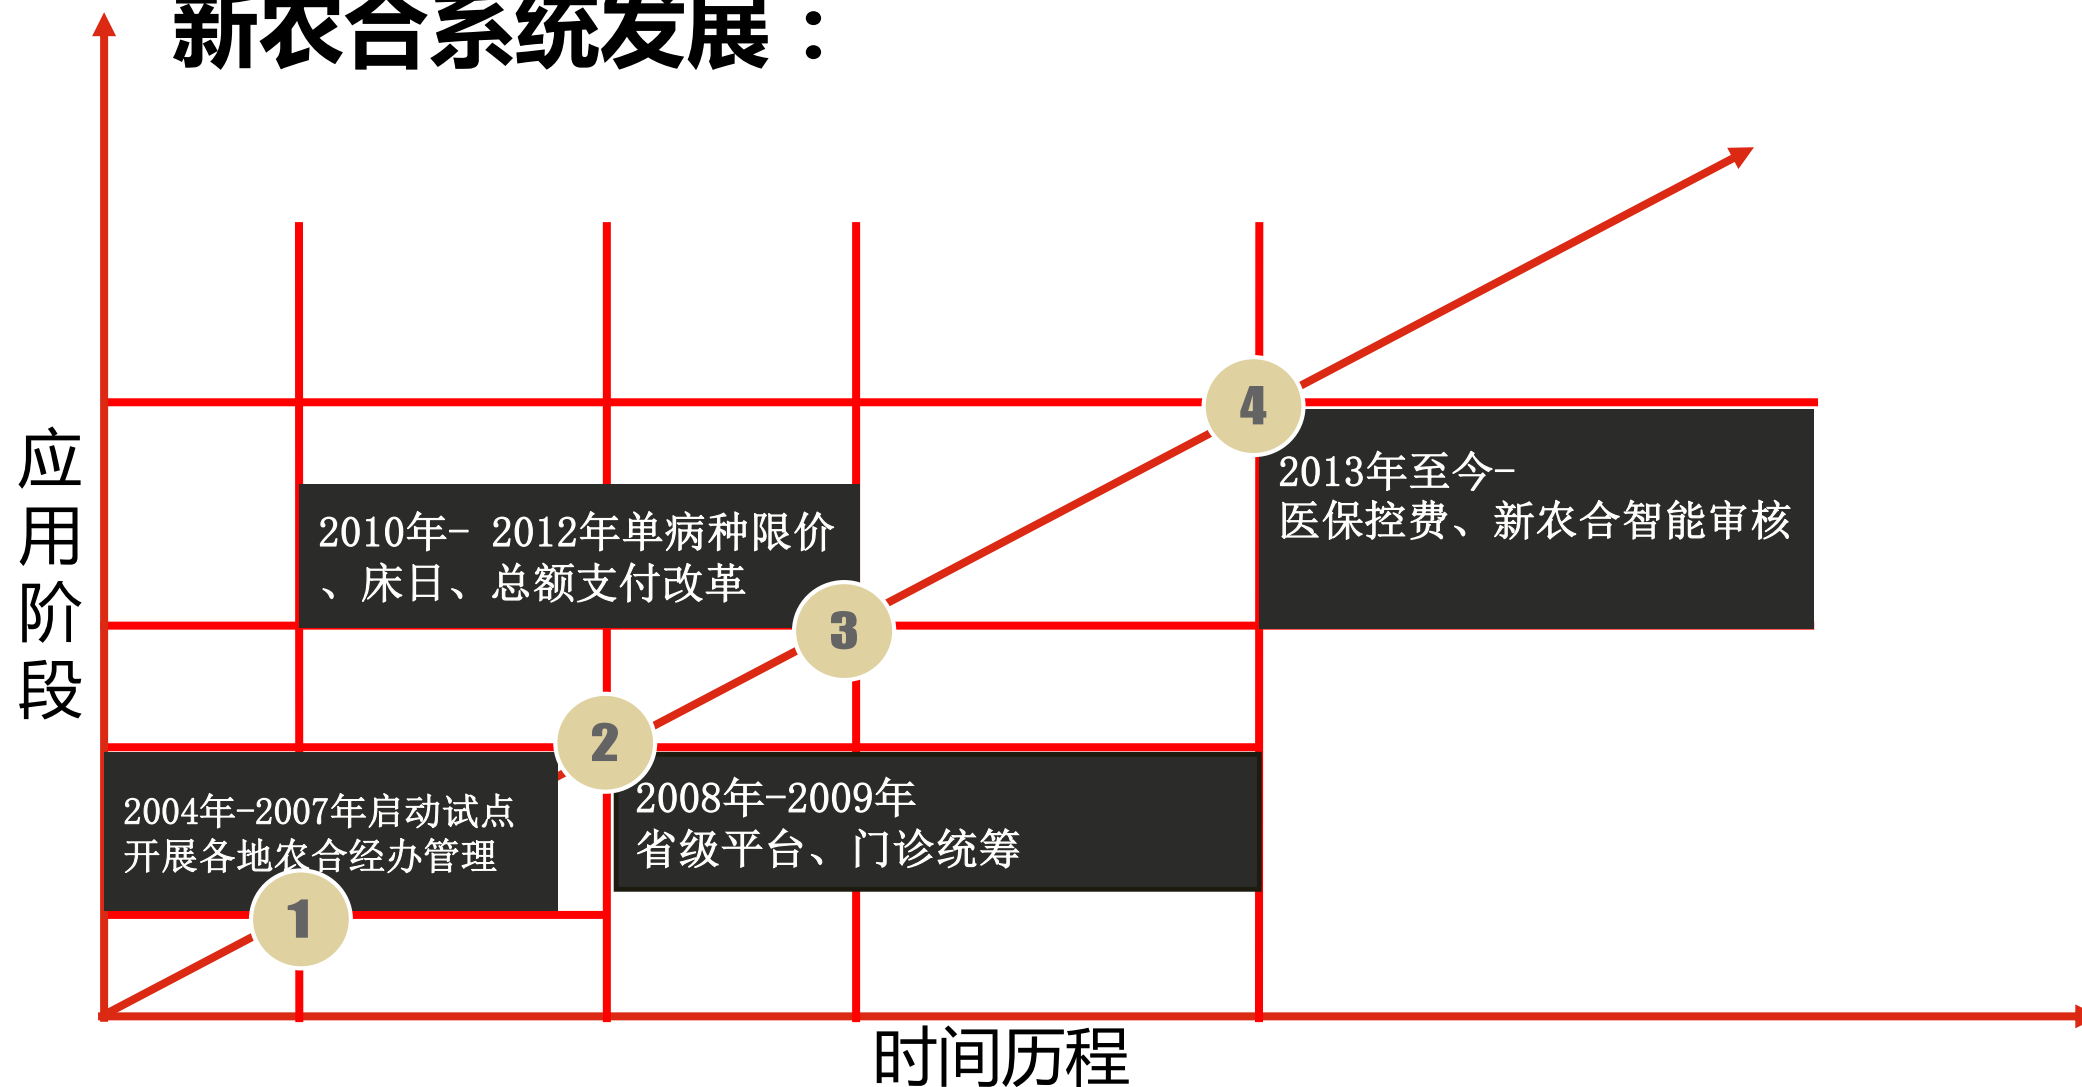 新农合系统发展：
应用阶段
4
2013年至今-
医保控费、新农合智能审核
2010年- 2012年单病种限价
、床日、总额支付改革
3
2
2008年-2009年
省级平台、门诊统筹
2004年-2007年启动试点
开展各地农合经办管理
1
时间历程